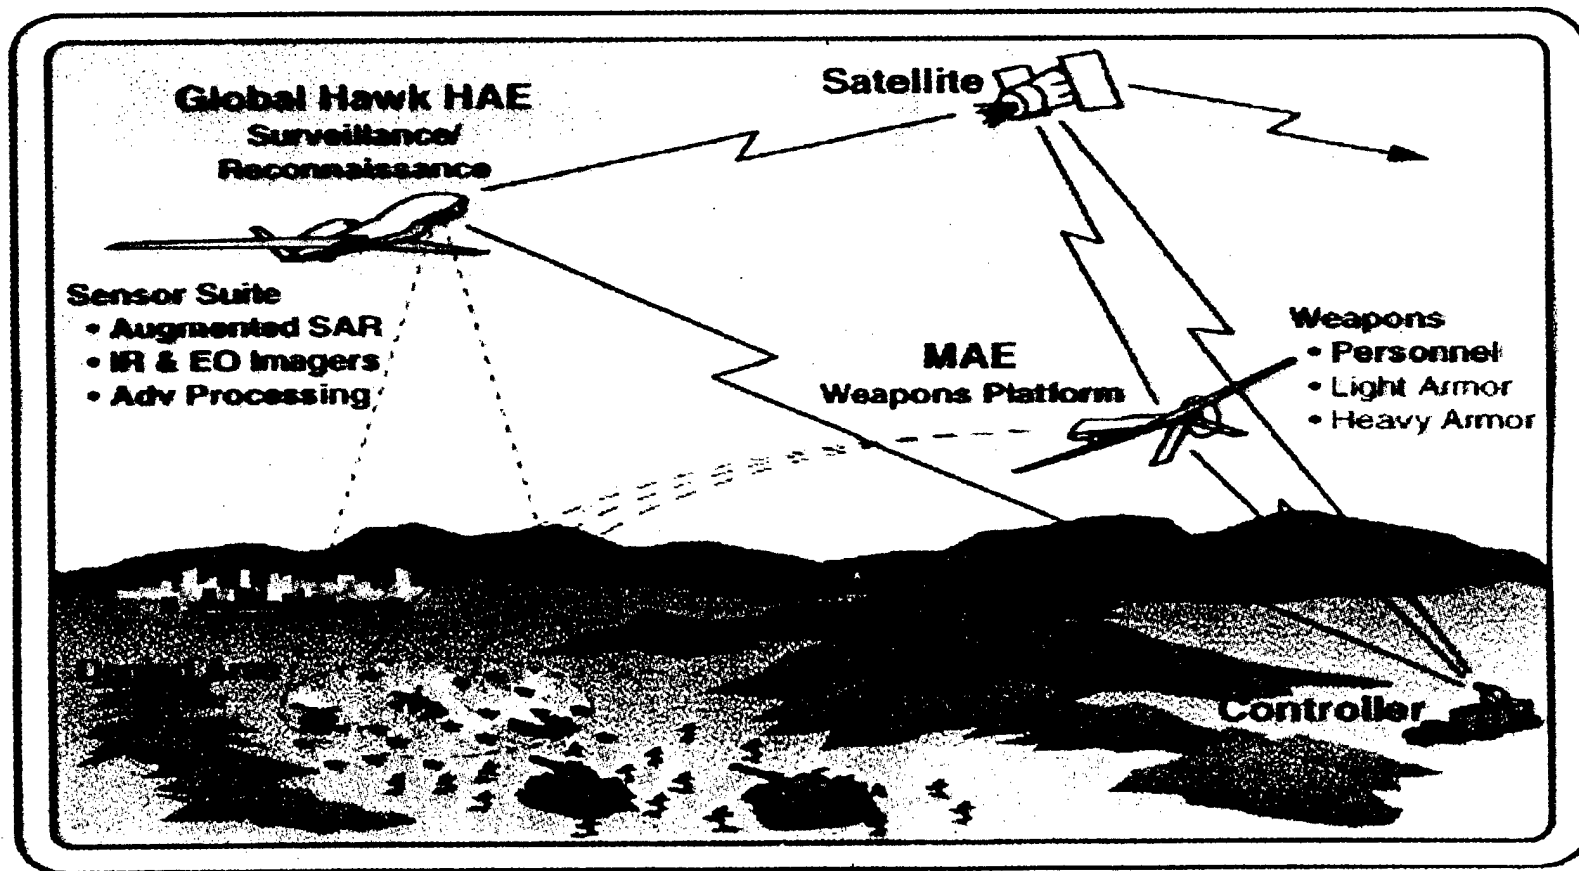 Global Hawk HAE
Surveillance/
Reconnaissance
Satellite
Sensor Suite
• Augmented SAR
• IR & EO Imagers
• Adv Processing
MAE
Weapons Platform
Weapons
• Personnel
• Light Armor
• Heavy Armor
Controller